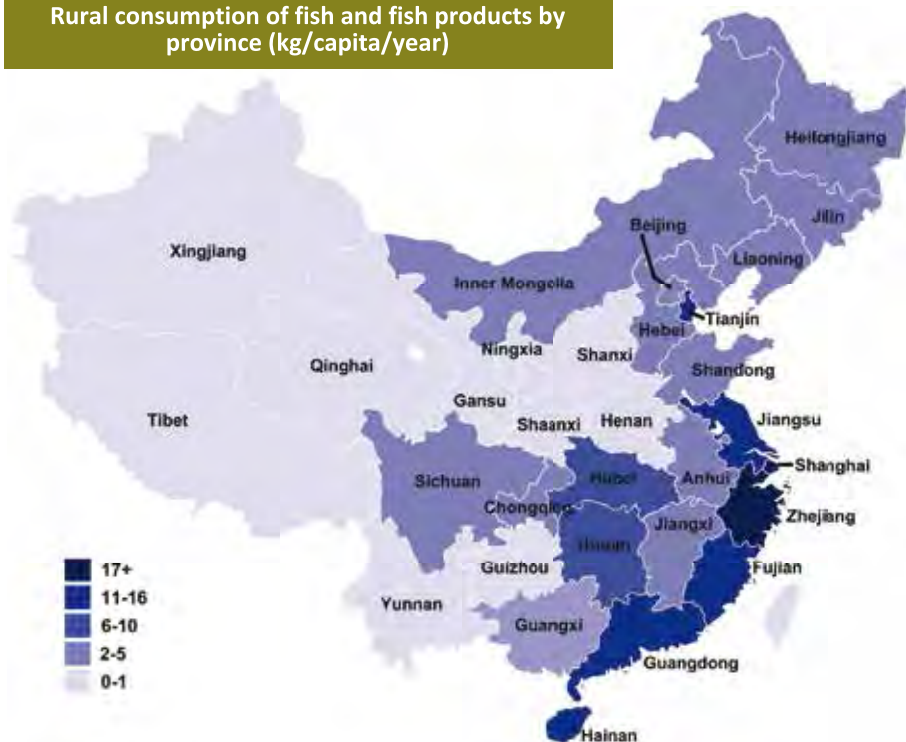 Rural consumption of fish and fish products by
province (kg/capita/year)
Heilongjiang
Beijing
Jilin
Xingjiang
Liaoning
Inner Mongolia
Tianjin
Hebei
Ningxia
Shanxi
Qinghai
Shandong
Gansu
Tibet
Shaanxi
Henan
Jiangsu
Shanghai
Sichuan
Hubei
Anhui
Chongqing
Zhejiang
Jiangxi
Hunan
17+
Guizhou
Fujian
11-16
Yunnan
6-10
Guangxi
2-5
Guangdong
0-1
Hainan